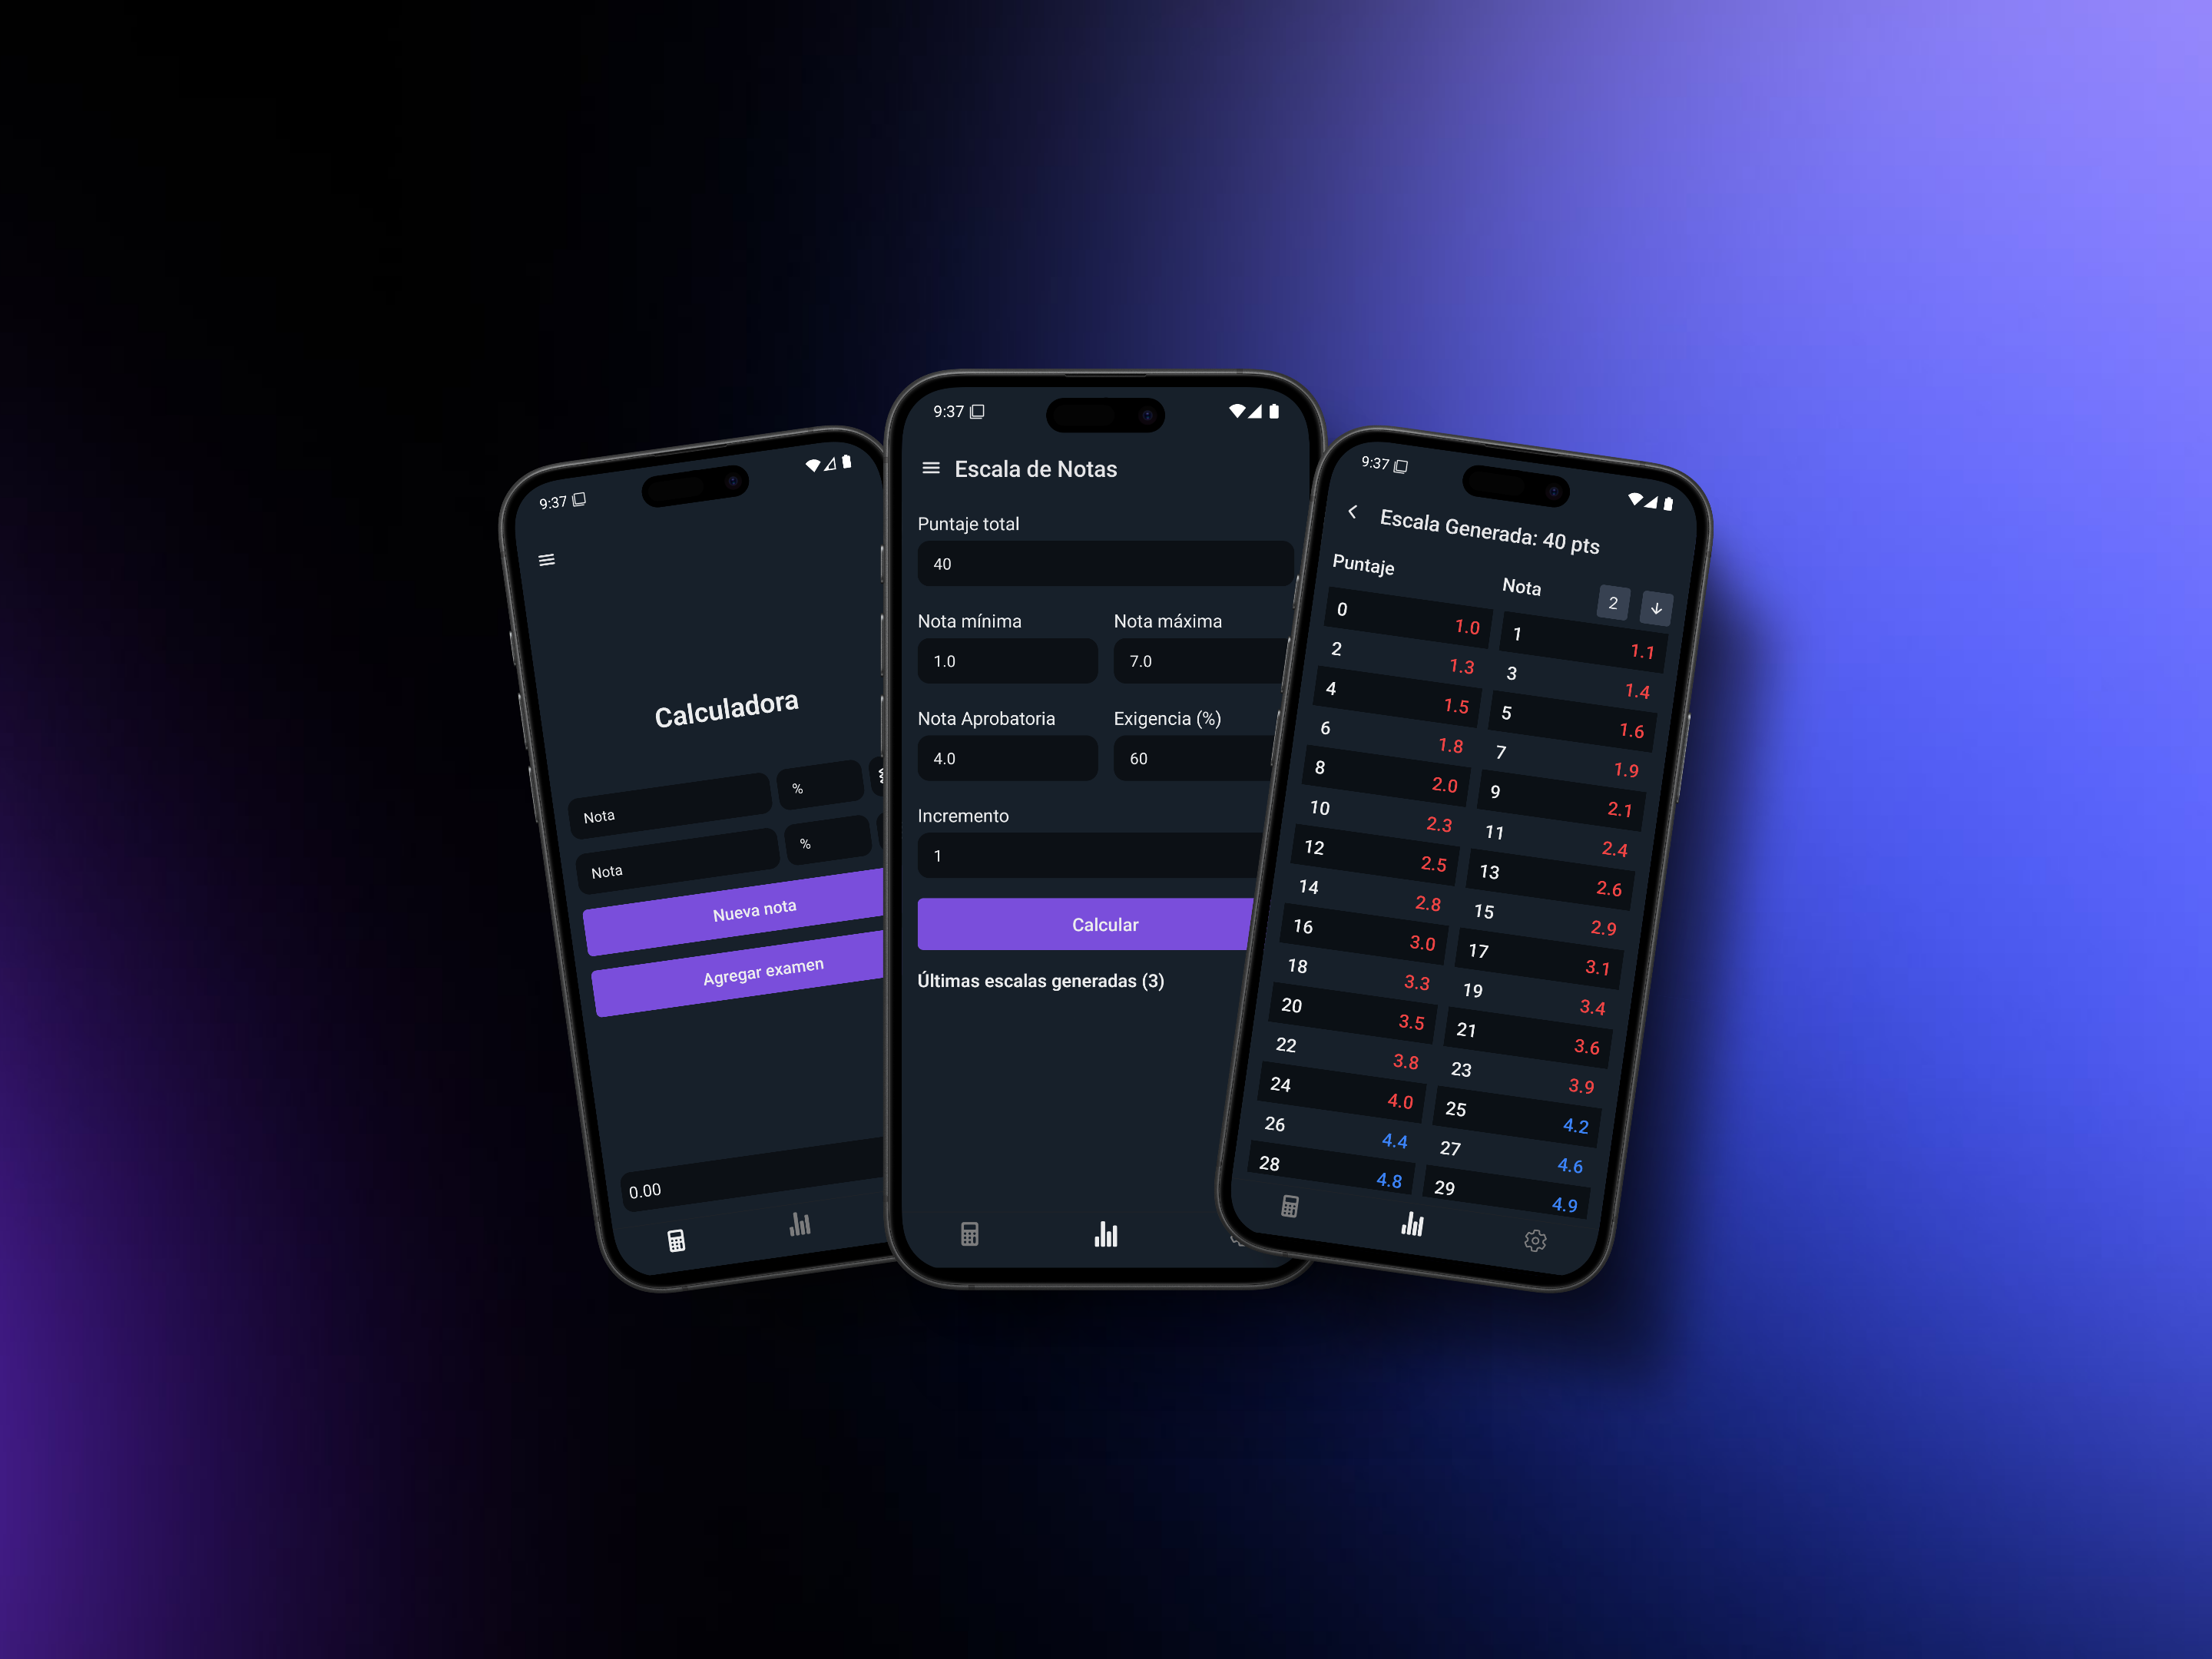 9:37
Calculadora
Nota %
Nota %
Nueva nota
Agregar examen
0.00
9:37
Escala de Notas
Puntaje total
40
Nota mínima Nota máxima
1.0 7.0
Nota Aprobatoria Exigencia (%)
4.0 60
Incremento
1
Calcular
Últimas escalas generadas (3)
9:37
Escala Generada: 40 pts
Puntaje Nota 2
0 1.0 1 1.1
2 1.3 3 1.4
4 1.5 5 1.6
6 1.8 7 1.9
8 2.0 9 2.1
10 2.3 11 2.4
12 2.5 13 2.6
14 2.8 15 2.9
16 3.0 17 3.1
18 3.3 19 3.4
20 3.5 21 3.6
22 3.8 23 3.9
24 4.0 25 4.2
26 4.4 27 4.6
28 4.8 29 4.9